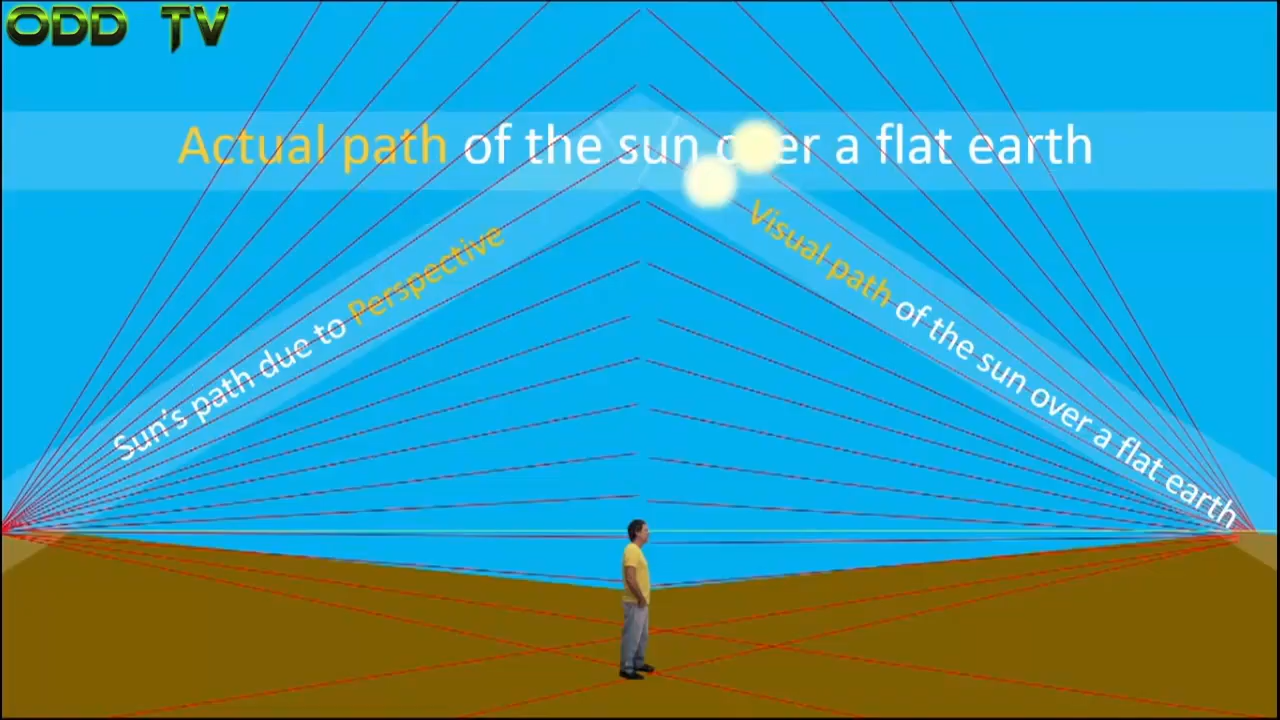 ODD TV
Actual path of the sun over a flat earth
Sun's path due to Perspective
Visual path of the sun over a flat earth